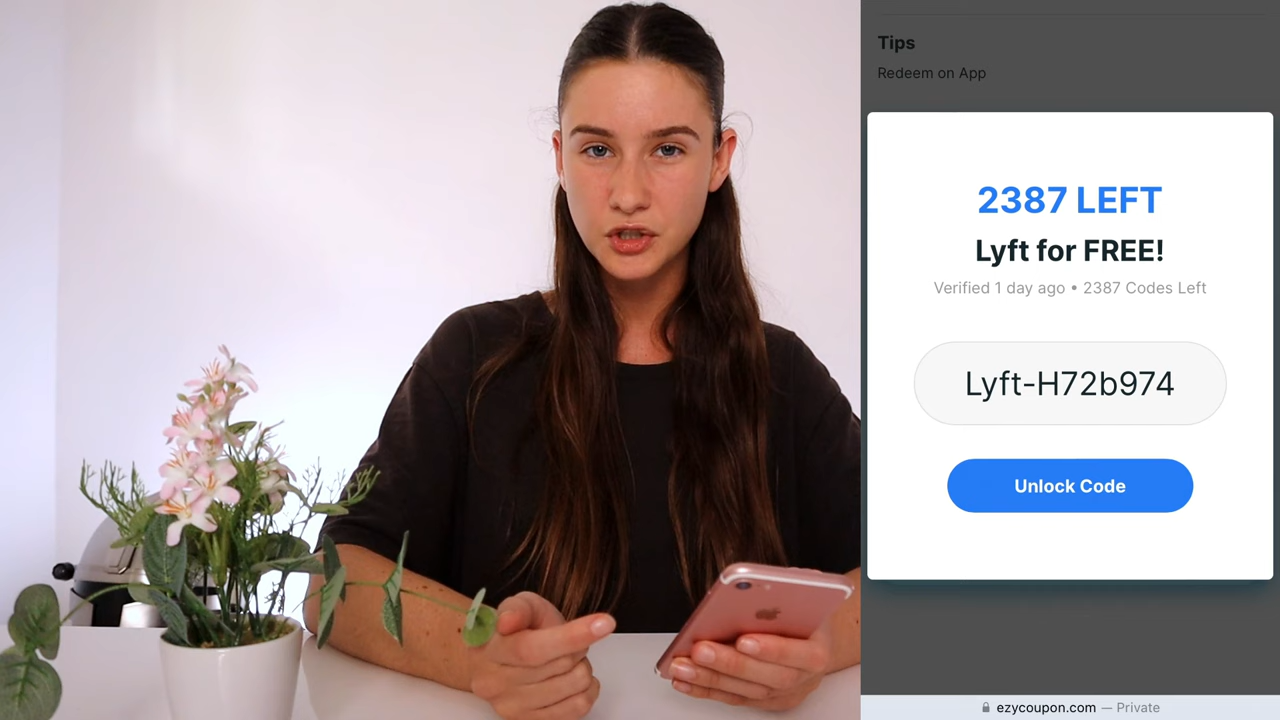 Tips
Redeem on App
2387 LEFT
Lyft for FREE!
Verified 1 day ago • 2387 Codes Left
Lyft-H72b974
Unlock Code
ezycoupon.com — Private